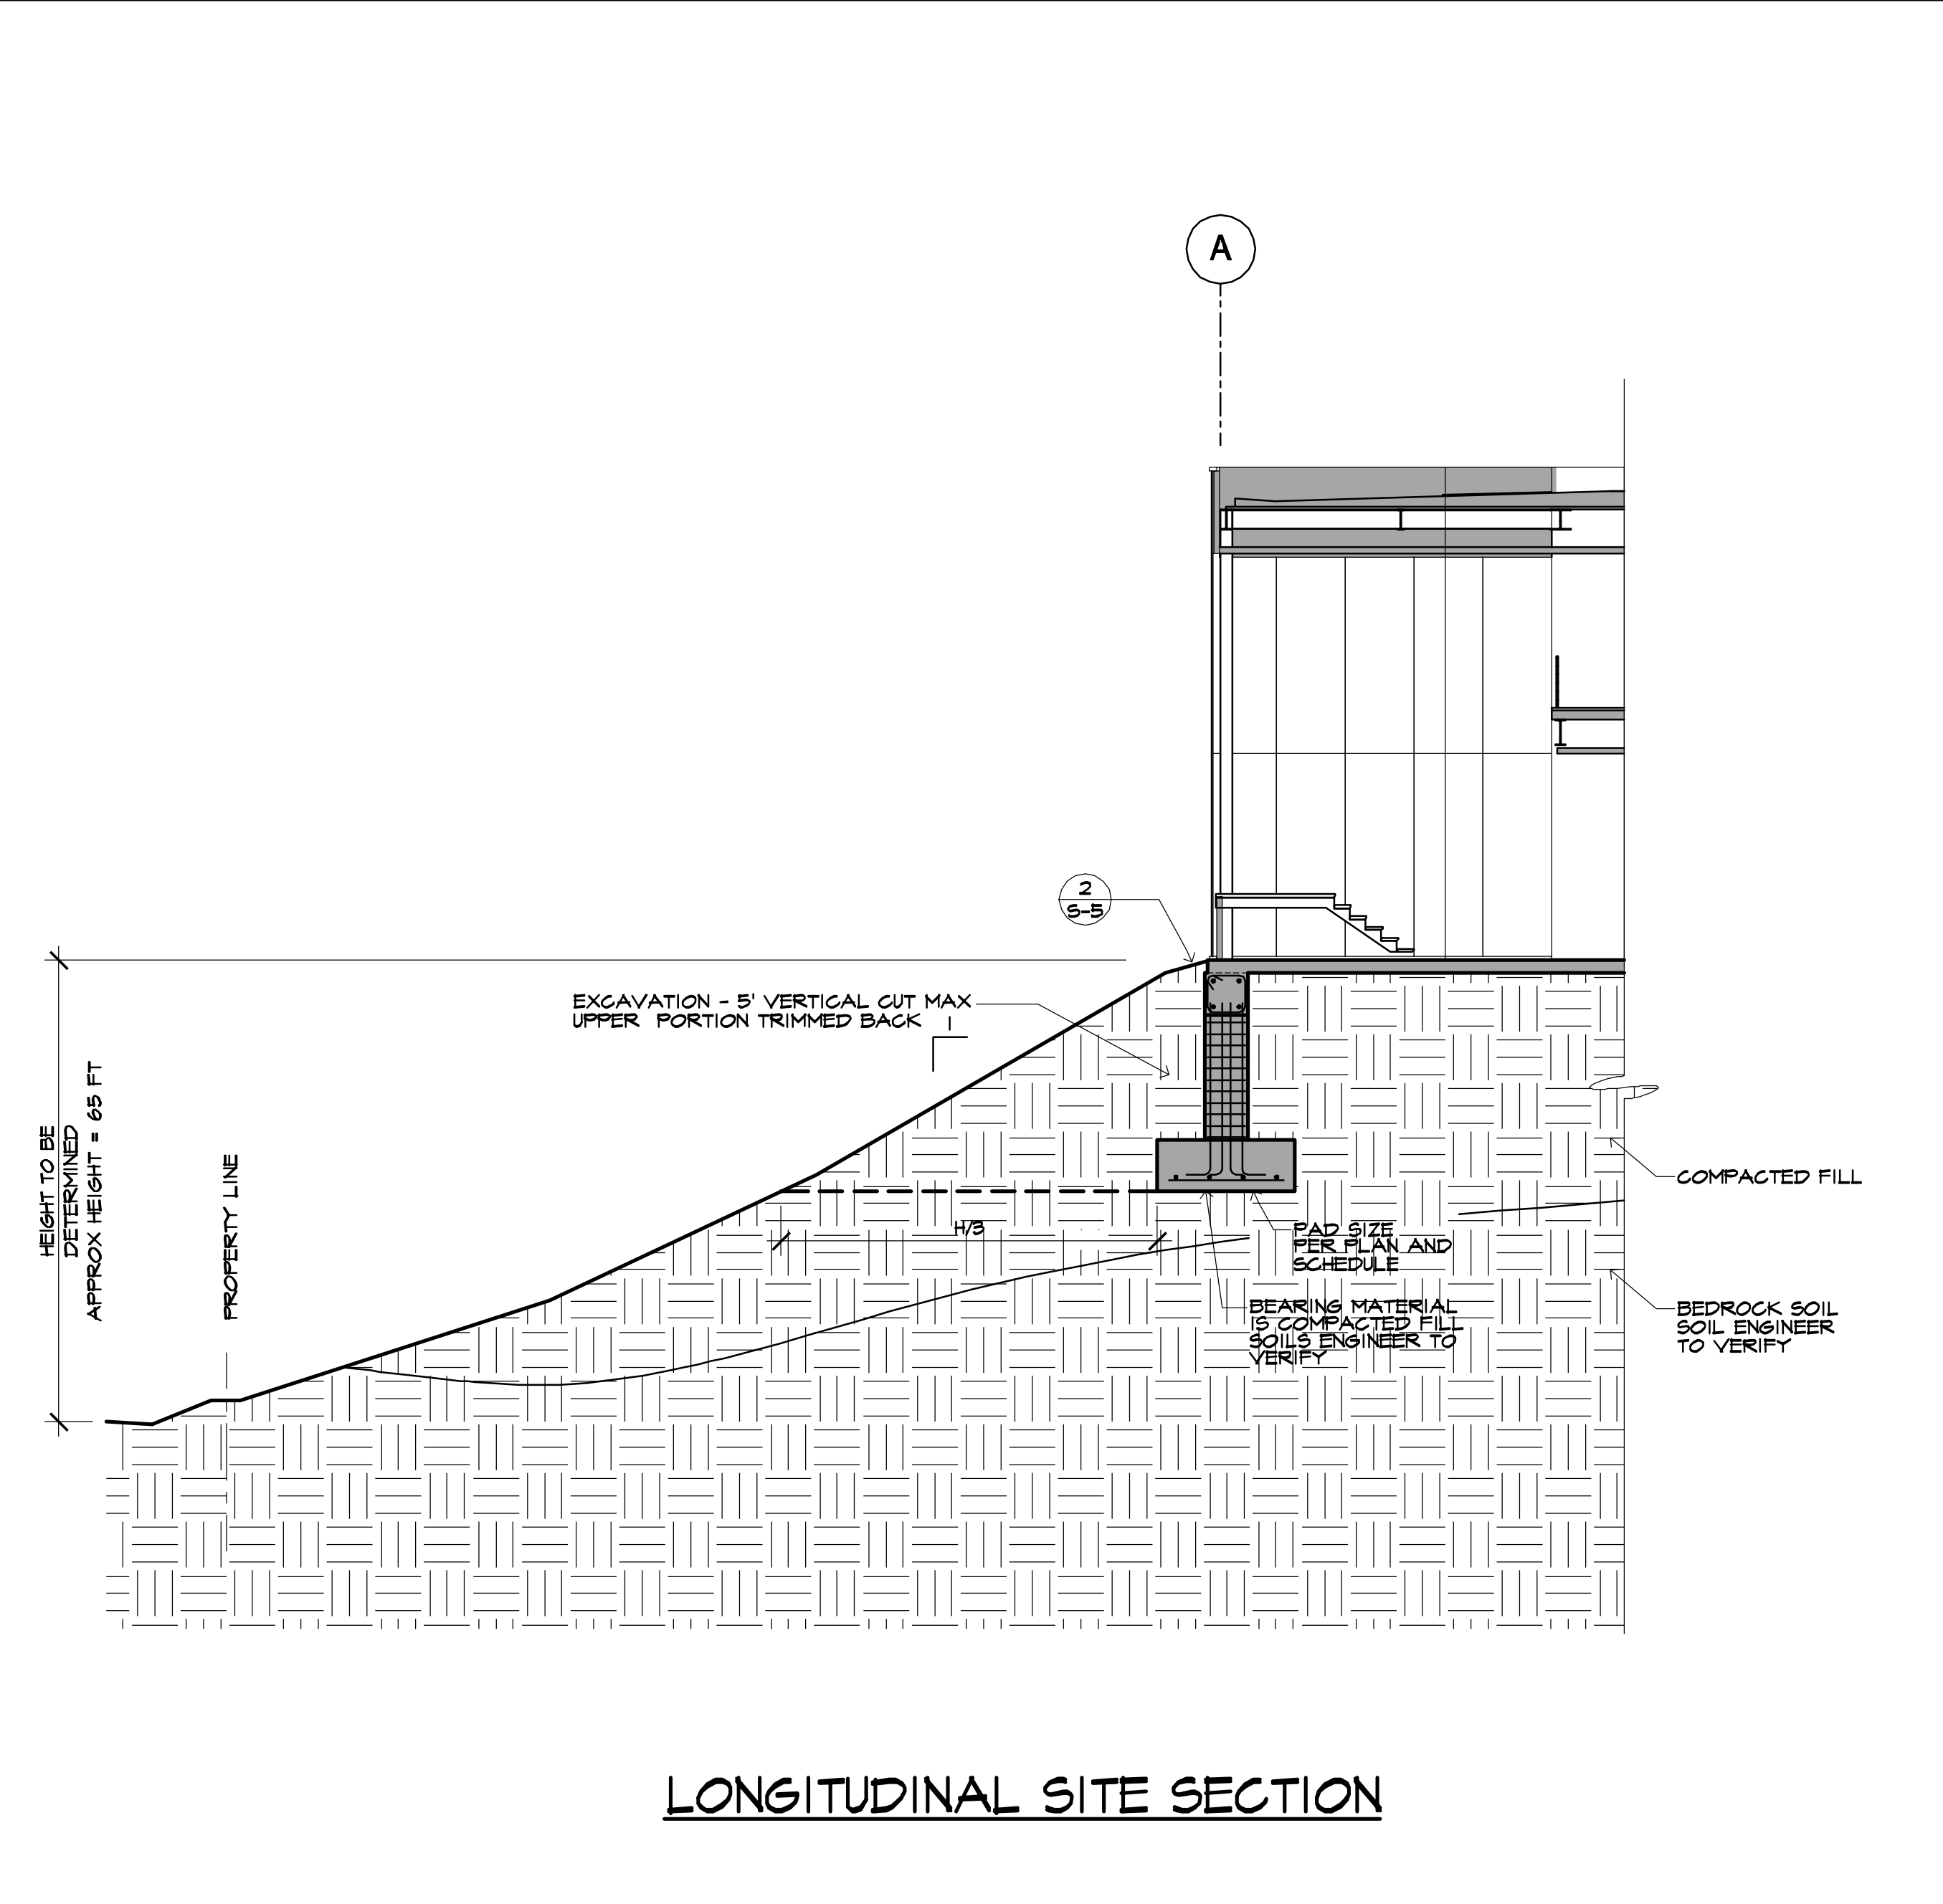 A
2
S-5
EXCAVATION - 5' VERTICAL CUT MAX
UPPER PORTION TRIMMED BACK
1
HEIGHT TO BE
DETERMINED
APPROX HEIGHT = 65 FT
PROPERTY LINE
COMPACTED FILL
H/3
PAD SIZE
PER PLAN AND
SCHEDULE
BEARING MATERIAL
IS COMPACTED FILL
SOILS ENGINEER TO
VERIFY
BEDROCK SOIL
SOIL ENGINEER
TO VERIFY
LONGITUDINAL SITE SECTION